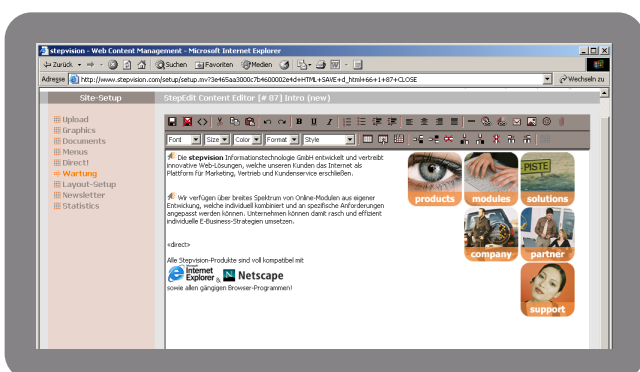 stepvision - Web Content Management - Microsoft Internet Explorer
Zurück Suchen Favoriten Medien
Adresse http://www.stepvision.com/setup/setup.mv?3e465aa3000c7b4600002e4d+HTML+SAVE+d_html+66+1+87+CLOSE Wechseln zu
Site-Setup StepEdit Content Editor [# 87] Intro (new)
Upload
Graphics
Documents
Menus
Direct!
Wartung
Layout-Setup
Newsletter
Statistics
B U I
Font Size Color Format Style
Die stepvision Informationstechnologie GmbH entwickelt und vertreibt
innovative Web-Lösungen, welche unseren Kunden das Internet als
Plattform für Marketing, Vertrieb und Kundenservice erschließen.
Wir verfügen über breites Spektrum von Online-Modulen aus eigener
Entwicklung, welche individuell kombiniert und an spezifische Anforderungen
angepasst werden können. Unternehmen können damit rasch und effizient
individuelle E-Business-Strategien umsetzen.
<direct>
Alle Stepvision-Produkte sind voll kompatibel mit
Internet Explorer & N Netscape
sowie allen gängigen Browser-Programmen!
PISTE
products modules solutions
company partner
support